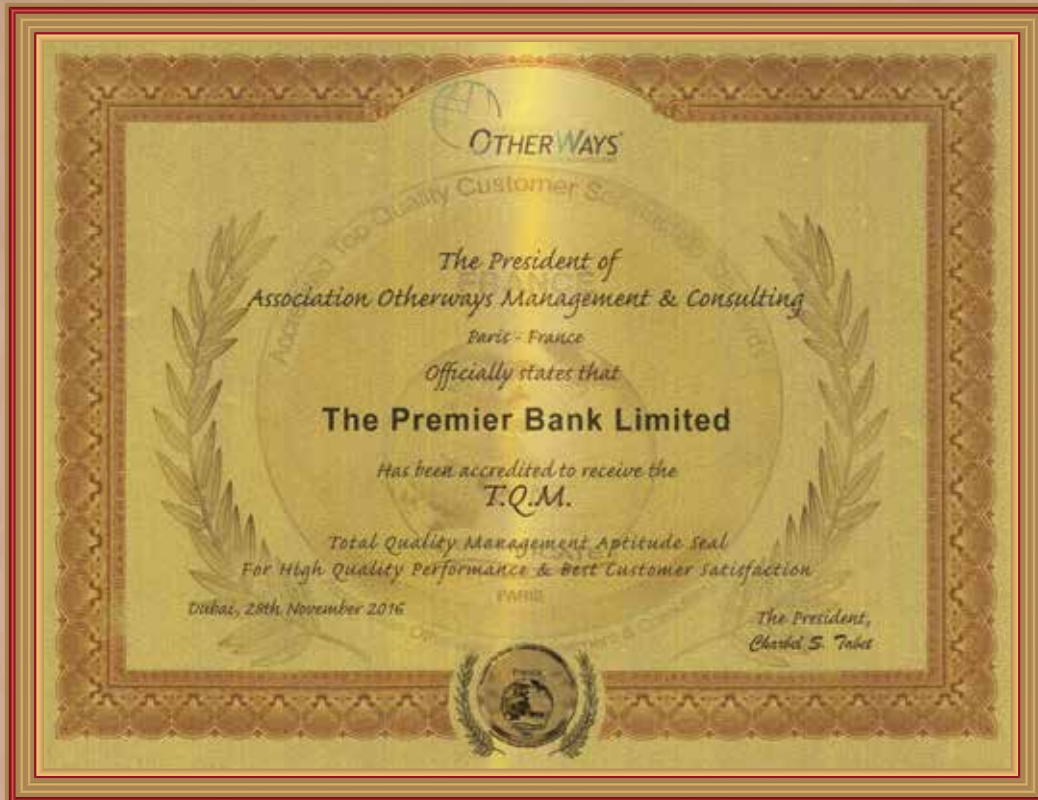 OTHERWAYS
Customer
The President of
Association Otherways Management & Consulting
Paris - France
Officially states that
The Premier Bank Limited
Has been accredited to receive the
T.Q.M.
Total Quality Management Aptitude Seal
For High Quality Performance & Best Customer Satisfaction
PARIS
Dubai, 28th November 2016
The President,
Charbel S. Tabet